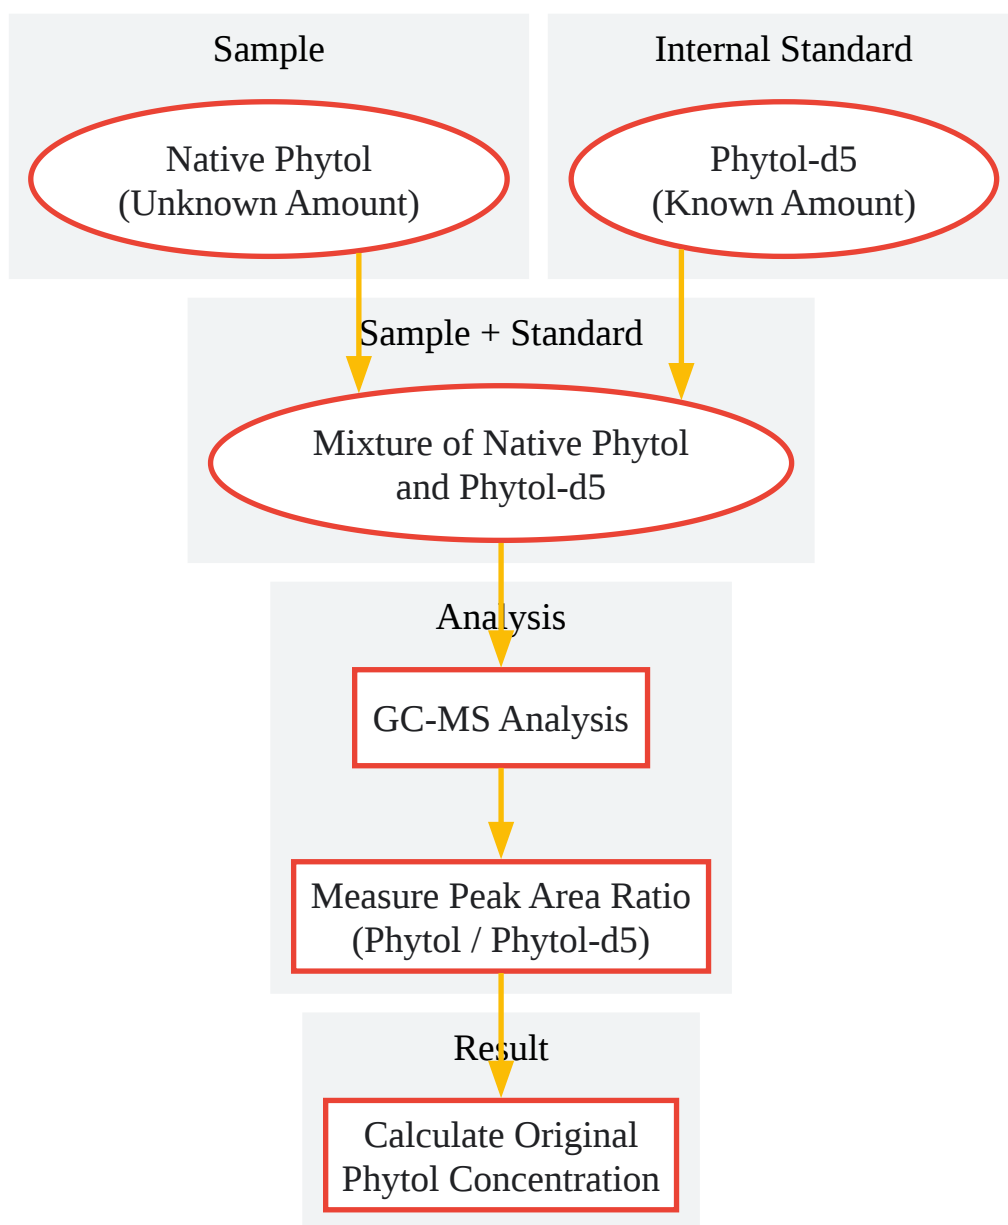 Sample
Internal Standard
Native Phytol
(Unknown Amount)
Phytol-d5
(Known Amount)
Sample + Standard
Mixture of Native Phytol
and Phytol-d5
Analysis
GC-MS Analysis
Measure Peak Area Ratio
(Phytol / Phytol-d5)
Result
Calculate Original
Phytol Concentration